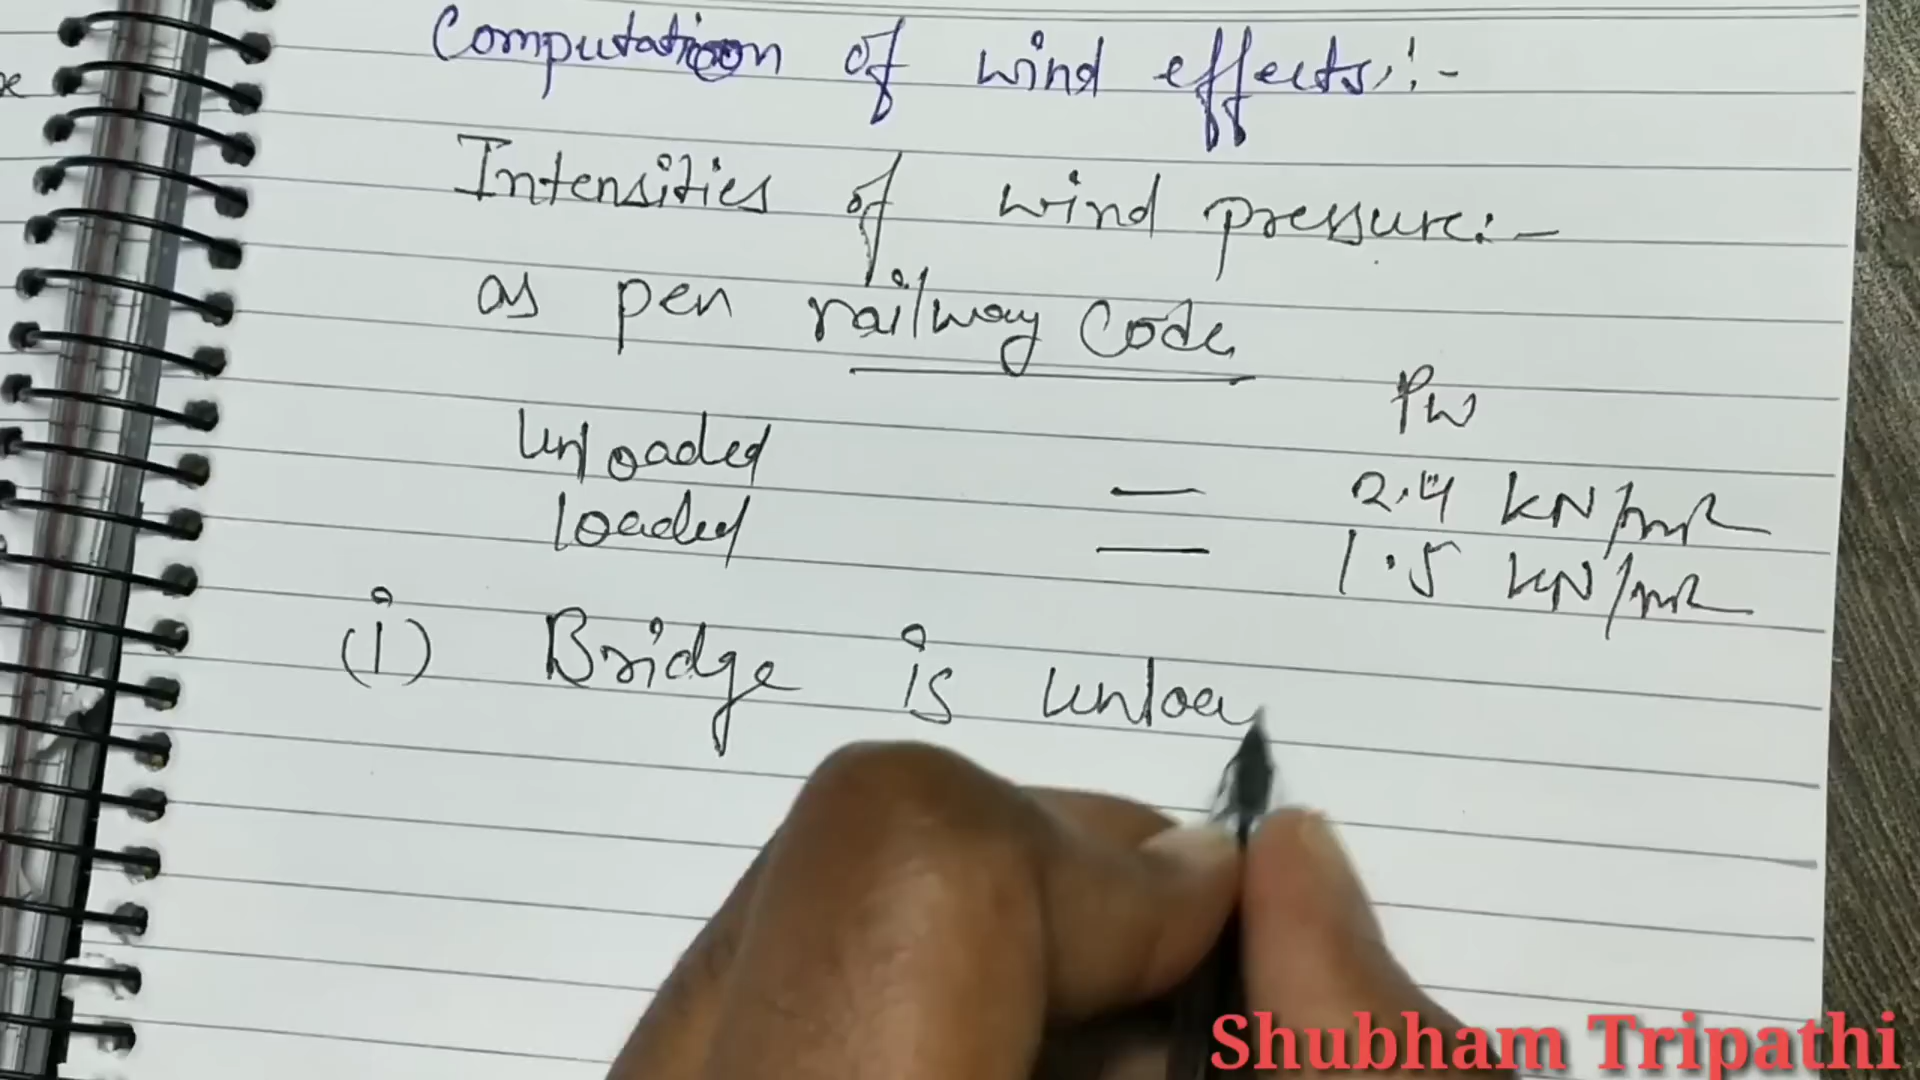 Computation of wind effects:-
Intensities of wind pressure:-
as per railway Code
Pw
Unloaded = 2.4 kN/m2
loaded = 1.5 kN/m2
(i) Bridge is unloa
Shubham Tripathi